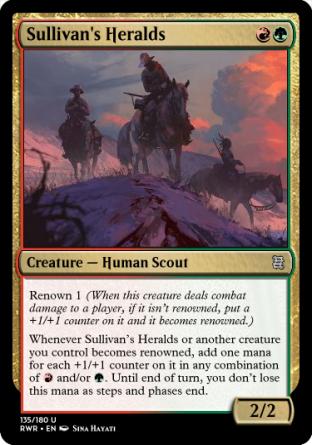 Sullivan's Heralds
Creature — Human Scout
Renown 1 (When this creature deals combat
damage to a player, if it isn't renowned, put a
+1/+1 counter on it and it becomes renowned.)
Whenever Sullivan's Heralds or another creature
you control becomes renowned, add one mana
for each +1/+1 counter on it in any combination
of and/or . Until end of turn, you don't lose
this mana as steps and phases end.
2/2
135/180 U
RWR • EN Sina Hayati